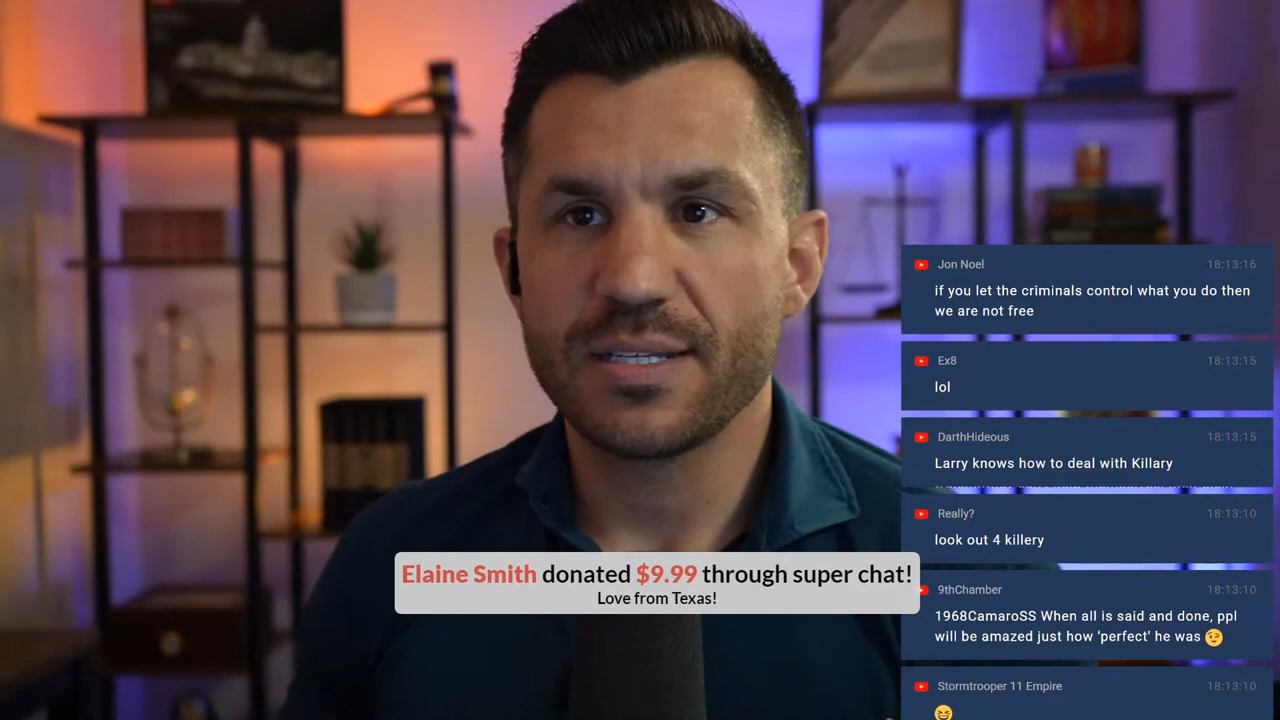 Jon Noel 18:13:16
if you let the criminals control what you do then
we are not free
Ex8 18:13:15
lol
DarthHideous 18:13:15
Larry knows how to deal with Killary
Really? 18:13:10
look out 4 killery
Elaine Smith donated $9.99 through super chat!
Love from Texas!
9thChamber 18:13:10
1968CamaroSS When all is said and done, ppl
will be amazed just how 'perfect' he was 😉
Stormtrooper 11 Empire 18:13:10
😆